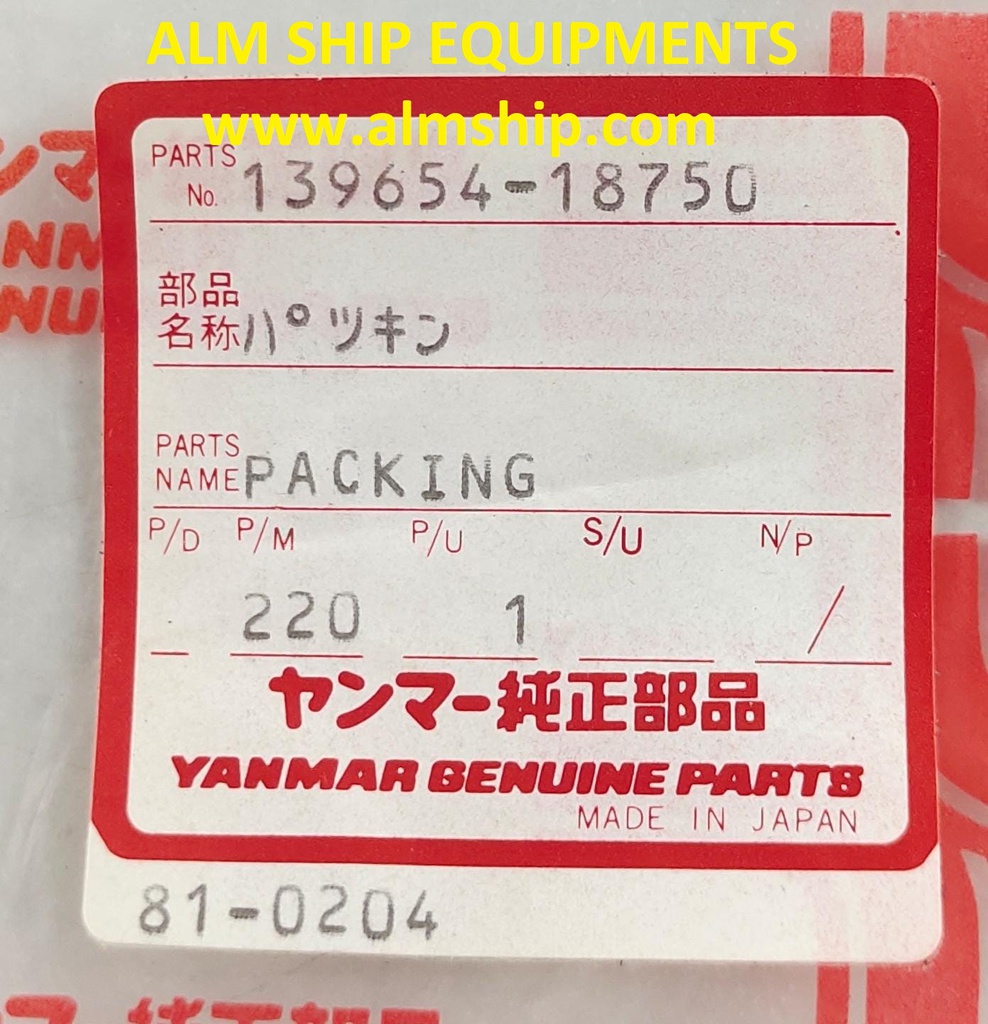 ALM SHIP EQUIPMENTS
www.almship.com
PARTS
No. 139654-18750
部品
名称 パツキン
PARTS
NAME PACKING
P/D P/M P/U S/U N/P
220 1 /
ヤンマー純正部品
YANMAR GENUINE PARTS
MADE IN JAPAN
81-0204